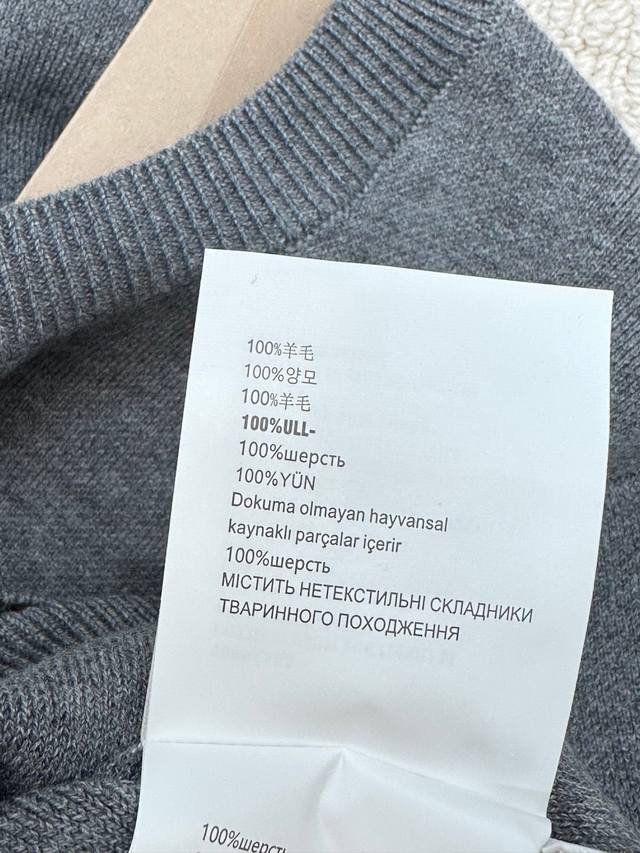 100%羊毛
100%양모
100%羊毛
100%ULL-
100%шерсть
100%YÜN
Dokuma olmayan hayvansal
kaynaklı parçalar içerir
100%шерсть
МІСТИТЬ НЕТЕКСТИЛЬНІ СКЛАДНИКИ
ТВАРИННОГО ПОХОДЖЕННЯ
100%шерсть